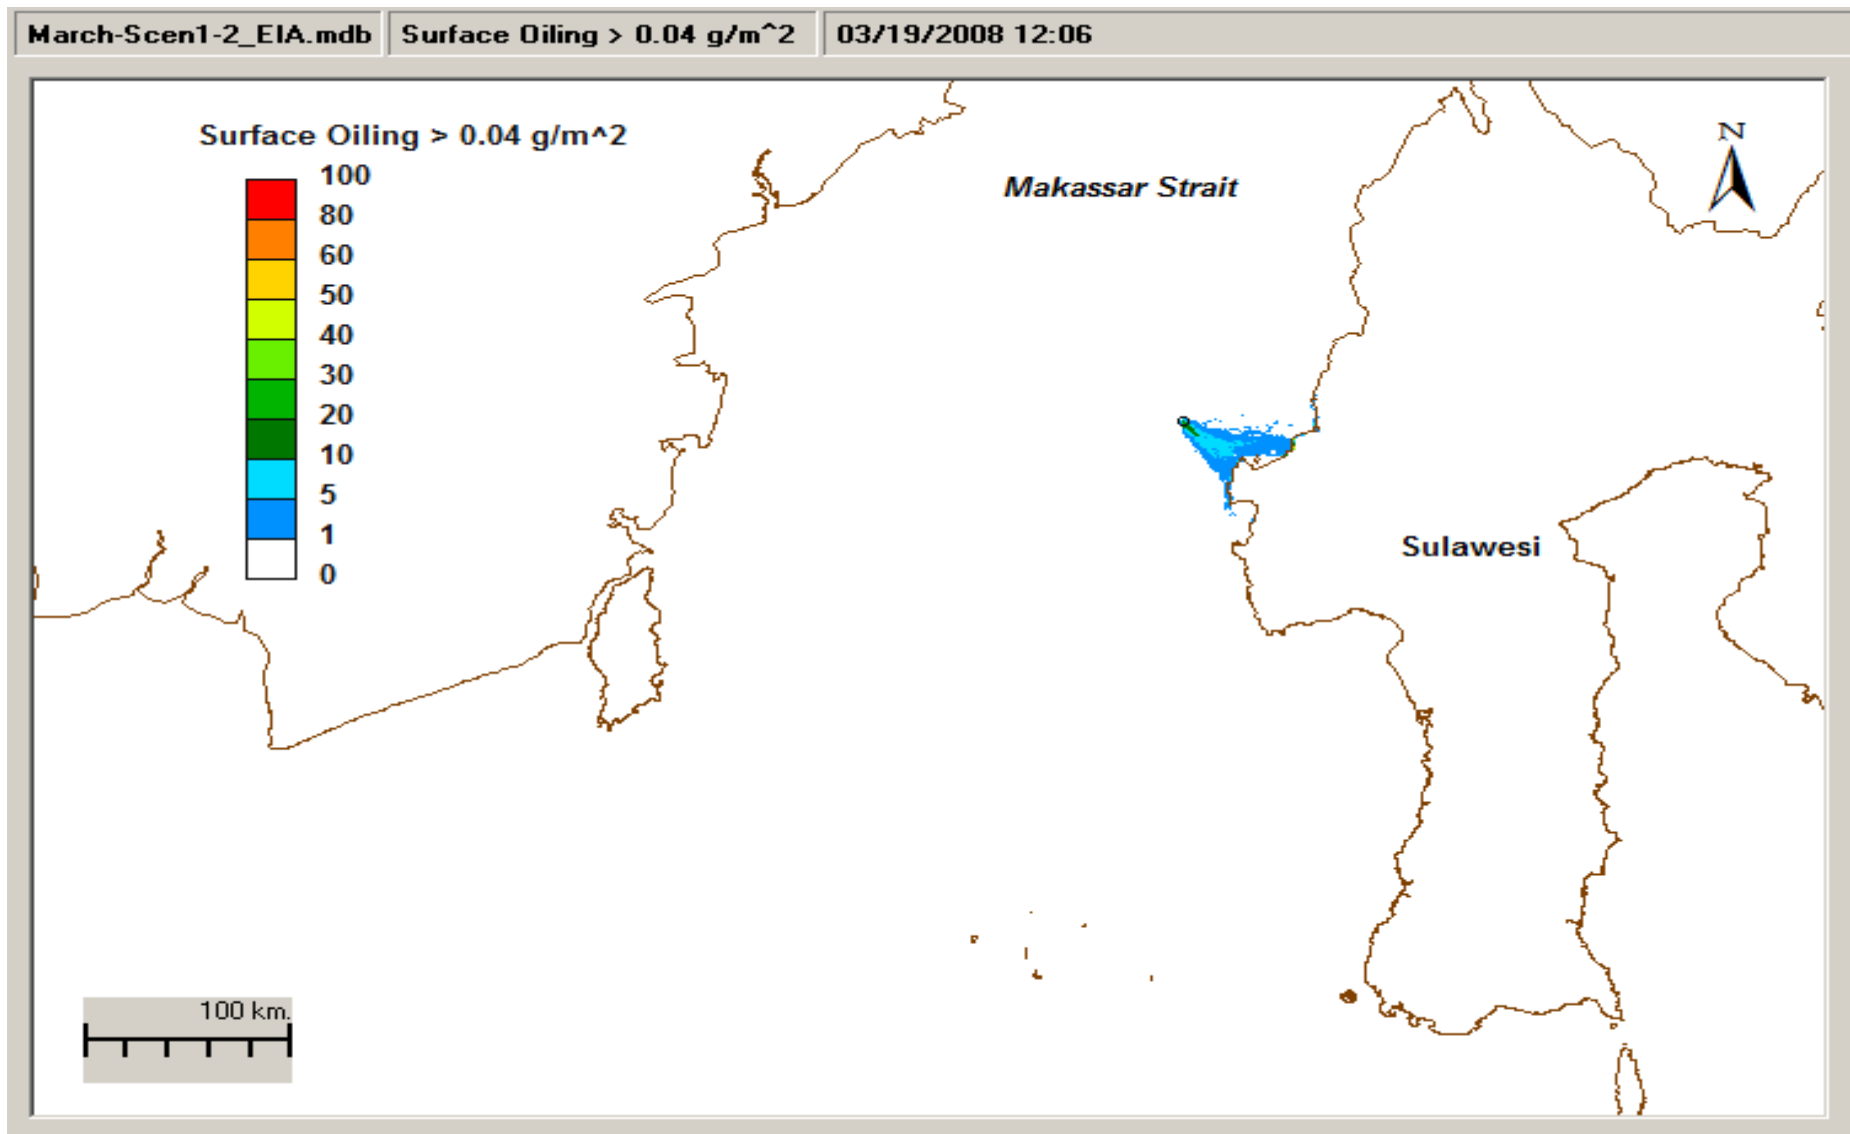 March-Scen1-2_EIA.mdb
Surface Oiling > 0.04 g/m^2
03/19/2008 12:06
Surface Oiling > 0.04 g/m^2
100
80
60
50
40
30
20
10
5
1
0
Makassar Strait
N
Sulawesi
100 km.